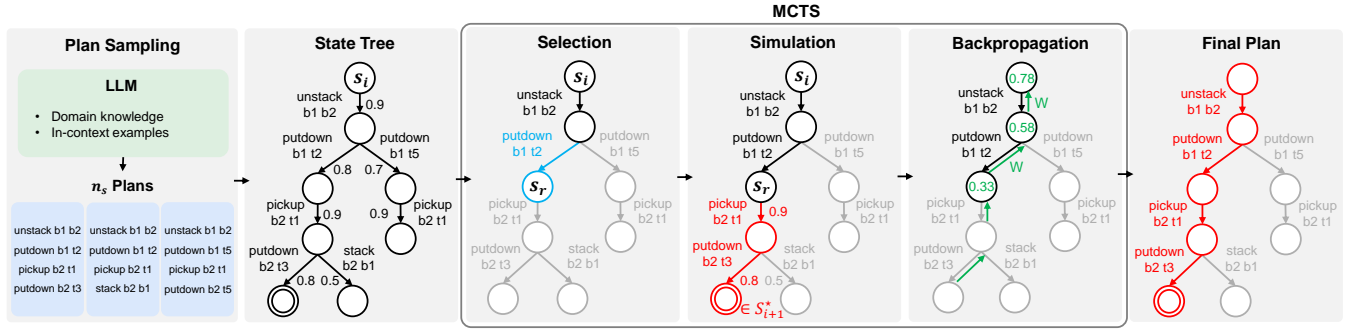 MCTS
Plan Sampling
LLM
• Domain knowledge
• In-context examples
n_s Plans
unstack b1 b2
putdown b1 t2
pickup b2 t1
putdown b2 t3
unstack b1 b2
putdown b1 t2
pickup b2 t1
stack b2 b1
unstack b1 b2
putdown b1 t5
pickup b2 t1
putdown b2 t5
State Tree
s_i
unstack
b1 b2
0.9
putdown
b1 t2
0.8
putdown
b1 t5
0.7
pickup
b2 t1
0.9
0.9
pickup
b2 t1
putdown
b2 t3
0.8
stack
b2 b1
0.5
Selection
s_i
unstack
b1 b2
putdown
b1 t2
putdown
b1 t5
s_r
pickup
b2 t1
pickup
b2 t1
putdown
b2 t3
stack
b2 b1
Simulation
s_i
unstack
b1 b2
putdown
b1 t2
putdown
b1 t5
s_r
pickup
b2 t1
0.9
pickup
b2 t1
putdown
b2 t3
0.8
stack
b2 b1
0.5
∈ S*_{i+1}
Backpropagation
0.78
unstack
b1 b2
W
0.58
putdown
b1 t2
putdown
b1 t5
W
0.33
pickup
b2 t1
pickup
b2 t1
putdown
b2 t3
stack
b2 b1
Final Plan
unstack
b1 b2
putdown
b1 t2
putdown
b1 t5
pickup
b2 t1
pickup
b2 t1
putdown
b2 t3
stack
b2 b1